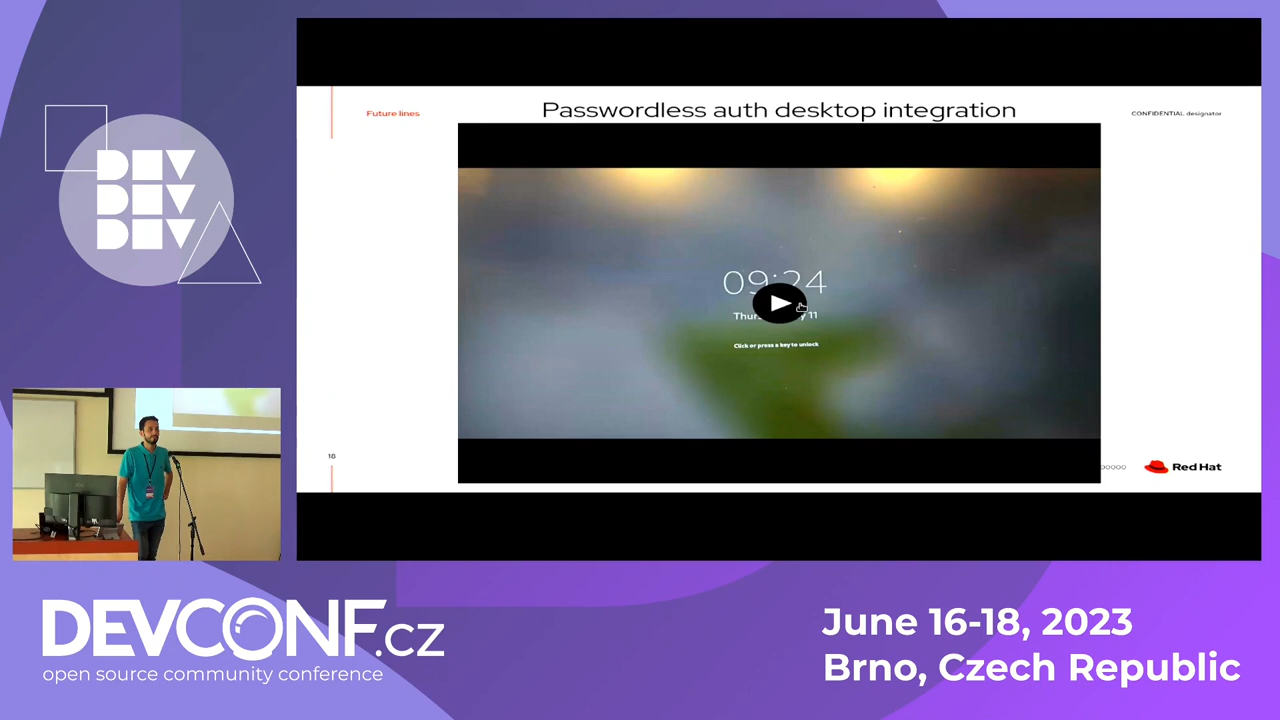 DEV
DEV
DEV
Future lines
Passwordless auth desktop integration
CONFIDENTIAL designator
09:24
Click or press a key to unlock
18
Red Hat
DEVCONF.cz
open source community conference
June 16-18, 2023
Brno, Czech Republic